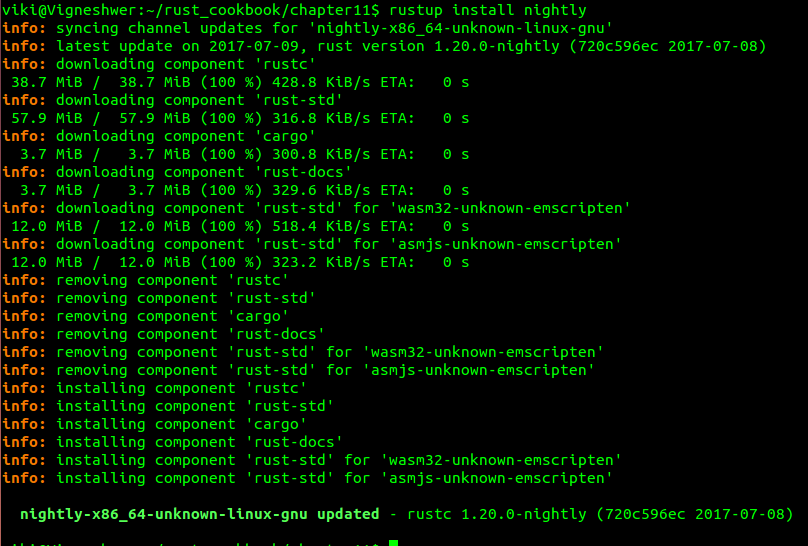 viki@Vigneshwer:~/rust_cookbook/chapter11$ rustup install nightly
info: syncing channel updates for 'nightly-x86_64-unknown-linux-gnu'
info: latest update on 2017-07-09, rust version 1.20.0-nightly (720c596ec 2017-07-08)
info: downloading component 'rustc'
 38.7 MiB /  38.7 MiB (100 %) 428.8 KiB/s ETA:   0 s
info: downloading component 'rust-std'
 57.9 MiB /  57.9 MiB (100 %) 316.8 KiB/s ETA:   0 s
info: downloading component 'cargo'
  3.7 MiB /   3.7 MiB (100 %) 300.8 KiB/s ETA:   0 s
info: downloading component 'rust-docs'
  3.7 MiB /   3.7 MiB (100 %) 329.6 KiB/s ETA:   0 s
info: downloading component 'rust-std' for 'wasm32-unknown-emscripten'
 12.0 MiB /  12.0 MiB (100 %) 518.4 KiB/s ETA:   0 s
info: downloading component 'rust-std' for 'asmjs-unknown-emscripten'
 12.0 MiB /  12.0 MiB (100 %) 323.2 KiB/s ETA:   0 s
info: removing component 'rustc'
info: removing component 'rust-std'
info: removing component 'cargo'
info: removing component 'rust-docs'
info: removing component 'rust-std' for 'wasm32-unknown-emscripten'
info: removing component 'rust-std' for 'asmjs-unknown-emscripten'
info: installing component 'rustc'
info: installing component 'rust-std'
info: installing component 'cargo'
info: installing component 'rust-docs'
info: installing component 'rust-std' for 'wasm32-unknown-emscripten'
info: installing component 'rust-std' for 'asmjs-unknown-emscripten'
  nightly-x86_64-unknown-linux-gnu updated - rustc 1.20.0-nightly (720c596ec 2017-07-08)
viki@Vigneshwer:~/rust_cookbook/chapter11$